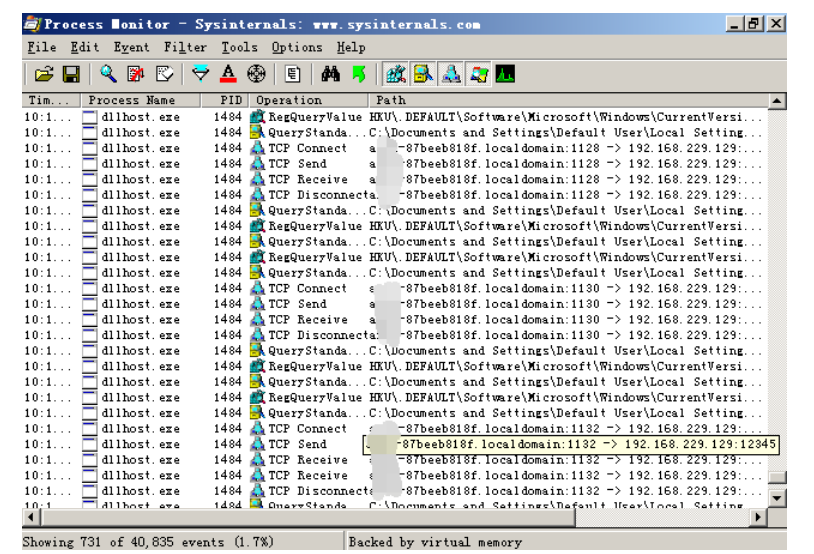 Process Monitor - Sysinternals: www.sysinternals.com
File Edit Event Filter Tools Options Help
Tim... Process Name PID Operation Path
10:1... dllhost.exe 1484 RegQueryValue HKU\.DEFAULT\Software\Microsoft\Windows\CurrentVersi...
10:1... dllhost.exe 1484 QueryStanda...C:\Documents and Settings\Default User\Local Setting...
10:1... dllhost.exe 1484 TCP Connect -87beeb818f.localdomain:1128 -> 192.168.229.129:...
10:1... dllhost.exe 1484 TCP Send -87beeb818f.localdomain:1128 -> 192.168.229.129:...
10:1... dllhost.exe 1484 TCP Receive -87beeb818f.localdomain:1128 -> 192.168.229.129:...
10:1... dllhost.exe 1484 TCP Disconnect -87beeb818f.localdomain:1128 -> 192.168.229.129:...
10:1... dllhost.exe 1484 QueryStanda...C:\Documents and Settings\Default User\Local Setting...
10:1... dllhost.exe 1484 RegQueryValue HKU\.DEFAULT\Software\Microsoft\Windows\CurrentVersi...
10:1... dllhost.exe 1484 QueryStanda...C:\Documents and Settings\Default User\Local Setting...
10:1... dllhost.exe 1484 RegQueryValue HKU\.DEFAULT\Software\Microsoft\Windows\CurrentVersi...
10:1... dllhost.exe 1484 QueryStanda...C:\Documents and Settings\Default User\Local Setting...
10:1... dllhost.exe 1484 TCP Connect -87beeb818f.localdomain:1130 -> 192.168.229.129:...
10:1... dllhost.exe 1484 TCP Send -87beeb818f.localdomain:1130 -> 192.168.229.129:...
10:1... dllhost.exe 1484 TCP Receive -87beeb818f.localdomain:1130 -> 192.168.229.129:...
10:1... dllhost.exe 1484 TCP Disconnect -87beeb818f.localdomain:1130 -> 192.168.229.129:...
10:1... dllhost.exe 1484 QueryStanda...C:\Documents and Settings\Default User\Local Setting...
10:1... dllhost.exe 1484 RegQueryValue HKU\.DEFAULT\Software\Microsoft\Windows\CurrentVersi...
10:1... dllhost.exe 1484 QueryStanda...C:\Documents and Settings\Default User\Local Setting...
10:1... dllhost.exe 1484 RegQueryValue HKU\.DEFAULT\Software\Microsoft\Windows\CurrentVersi...
10:1... dllhost.exe 1484 QueryStanda...C:\Documents and Settings\Default User\Local Setting...
10:1... dllhost.exe 1484 TCP Connect -87beeb818f.localdomain:1132 -> 192.168.229.129:...
10:1... dllhost.exe 1484 TCP Send -87beeb818f.localdomain:1132 -> 192.168.229.129:12345
10:1... dllhost.exe 1484 TCP Receive -87beeb818f.localdomain:1132 -> 192.168.229.129:...
10:1... dllhost.exe 1484 TCP Receive -87beeb818f.localdomain:1132 -> 192.168.229.129:...
10:1... dllhost.exe 1484 TCP Disconnect -87beeb818f.localdomain:1132 -> 192.168.229.129:...
10:1... dllhost.exe 1484 QueryStanda...C:\Documents and Settings\Default User\Local Setting...
Showing 731 of 40,835 events (1.7%) Backed by virtual memory